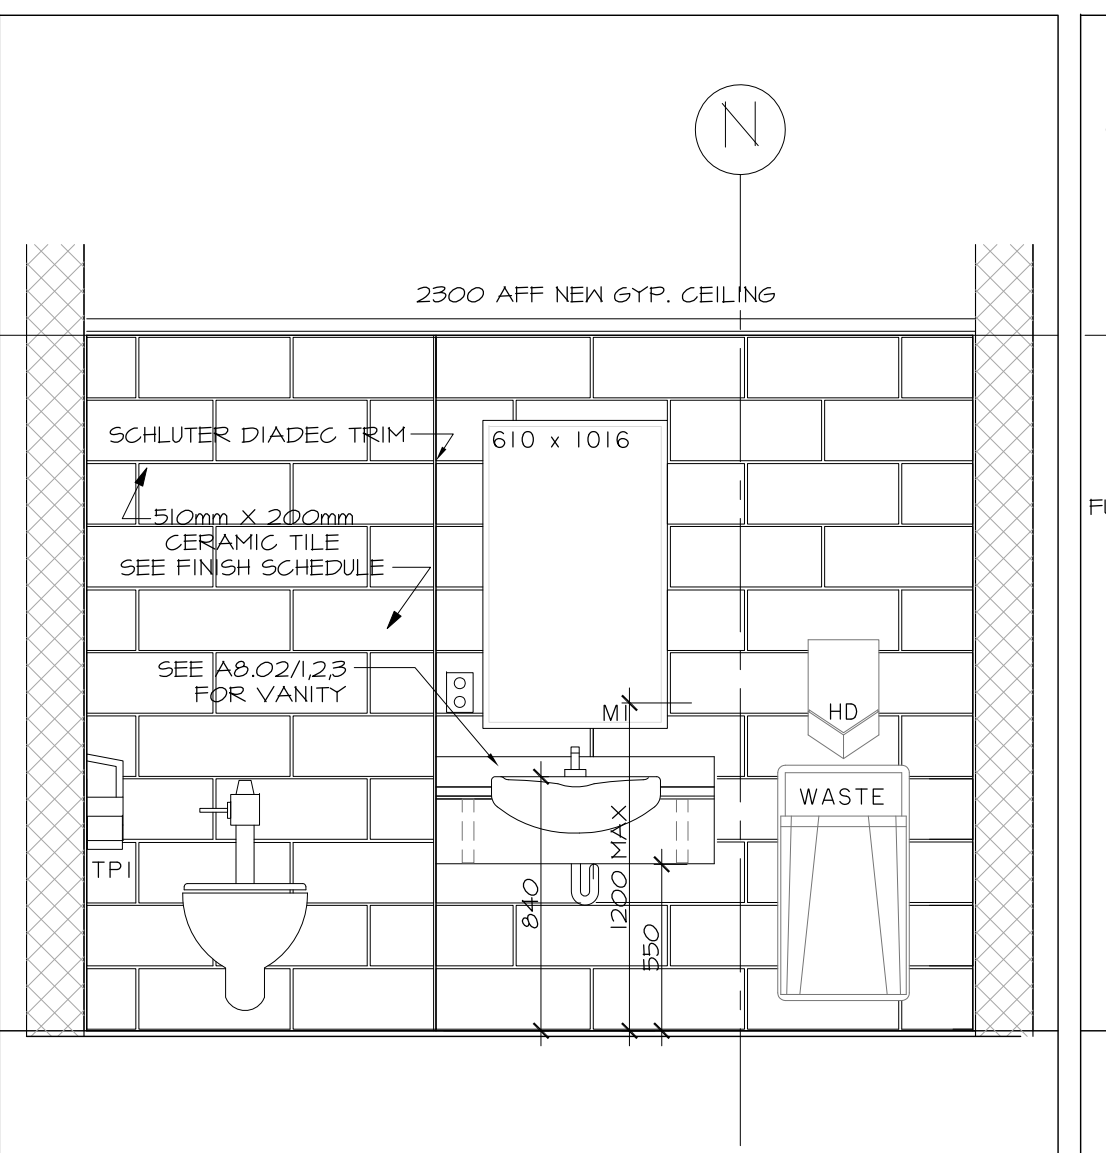 N
2300 AFF NEW GYP. CEILING
SCHLUTER DIADEC TRIM
610 x 1016
510mm X 200mm
CERAMIC TILE
SEE FINISH SCHEDULE
SEE A8.02/1,2,3
FOR VANITY
MI
HD
WASTE
TPI
840
1200 MAX
550